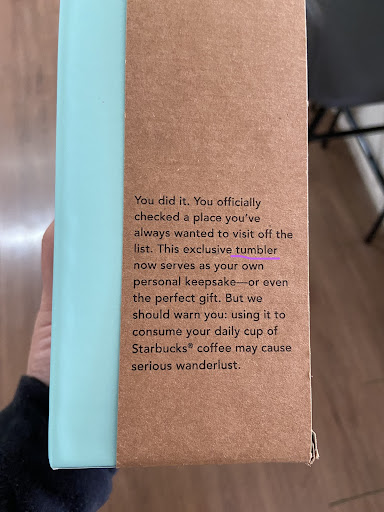 You did it. You officially
checked a place you've
always wanted to visit off the
list. This exclusive tumbler
now serves as your own
personal keepsake—or even
the perfect gift. But we
should warn you: using it to
consume your daily cup of
Starbucks® coffee may cause
serious wanderlust.